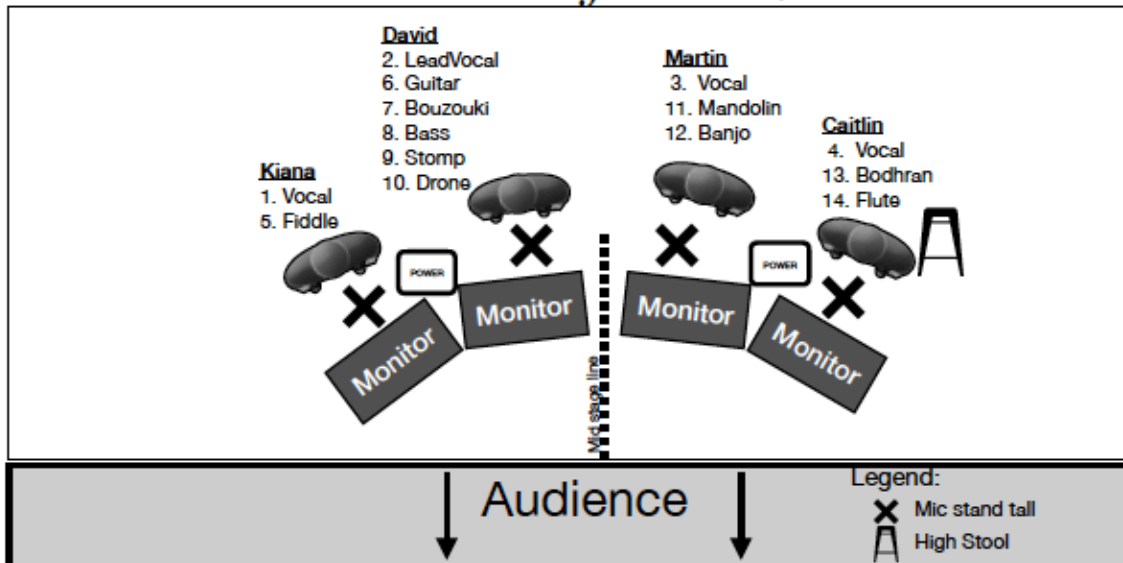 David
2. LeadVocal
6. Guitar
7. Bouzouki
8. Bass
9. Stomp
10. Drone
Martin
3. Vocal
11. Mandolin
12. Banjo
Caitlin
4. Vocal
13. Bodhran
14. Flute
Kiana
1. Vocal
5. Fiddle
POWER
POWER
Monitor
Monitor
Monitor
Monitor
Mid stage line
Audience
Legend:
Mic stand tall
High Stool